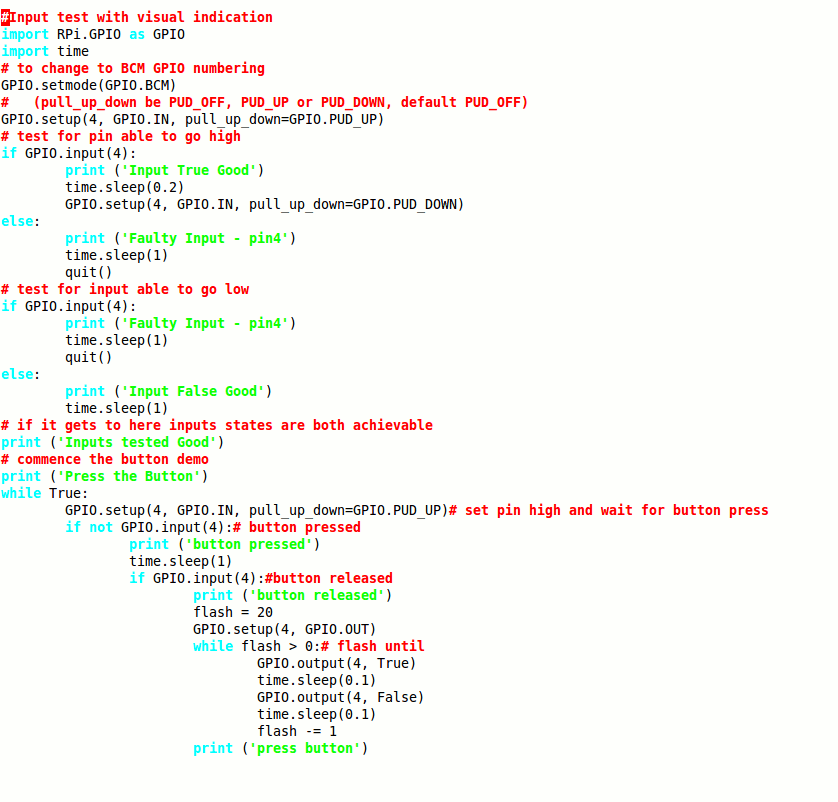 #Input test with visual indication
import RPi.GPIO as GPIO
import time
# to change to BCM GPIO numbering
GPIO.setmode(GPIO.BCM)
#   (pull_up_down be PUD_OFF, PUD_UP or PUD_DOWN, default PUD_OFF)
GPIO.setup(4, GPIO.IN, pull_up_down=GPIO.PUD_UP)
# test for pin able to go high
if GPIO.input(4):
        print ('Input True Good')
        time.sleep(0.2)
        GPIO.setup(4, GPIO.IN, pull_up_down=GPIO.PUD_DOWN)
else:
        print ('Faulty Input - pin4')
        time.sleep(1)
        quit()
# test for input able to go low
if GPIO.input(4):
        print ('Faulty Input - pin4')
        time.sleep(1)
        quit()
else:
        print ('Input False Good')
        time.sleep(1)
# if it gets to here inputs states are both achievable
print ('Inputs tested Good')
# commence the button demo
print ('Press the Button')
while True:
        GPIO.setup(4, GPIO.IN, pull_up_down=GPIO.PUD_UP)# set pin high and wait for button press
        if not GPIO.input(4):# button pressed
                print ('button pressed')
                time.sleep(1)
                if GPIO.input(4):#button released
                        print ('button released')
                        flash = 20
                        GPIO.setup(4, GPIO.OUT)
                        while flash > 0:# flash until
                                GPIO.output(4, True)
                                time.sleep(0.1)
                                GPIO.output(4, False)
                                time.sleep(0.1)
                                flash -= 1
                        print ('press button')